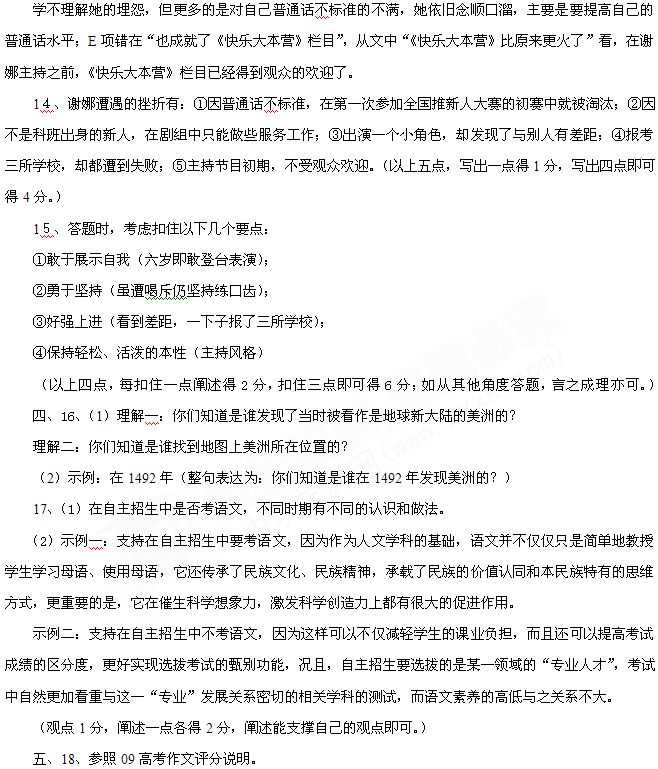 学不理解她的埋怨，但更多的是对自己普通话不标准的不满，她依旧念顺口溜，主要是要提高自己的
普通话水平；E 项错在“也成就了《快乐大本营》栏目”，从文中“《快乐大本营》比原来更火了”看，在谢
娜主持之前，《快乐大本营》栏目已经得到观众的欢迎了。
14、谢娜遭遇的挫折有：①因普通话不标准，在第一次参加全国推新人大赛的初赛中就被淘汰；②因
不是科班出身的新人，在剧组中只能做些服务工作；③出演一个小角色，却发现了与别人有差距；④报考
三所学校，却都遭到失败；⑤主持节目初期，不受观众欢迎。（以上五点，写出一点得 1 分，写出四点即可
得 4 分。）
15、答题时，考虑扣住以下几个要点：
①敢于展示自我（六岁即敢登台表演）；
②勇于坚持（虽遭喝斥仍坚持练口齿）；
③好强上进（看到差距，一下子报了三所学校）；
④保持轻松、活泼的本性（主持风格）
（以上四点，每扣住一点阐述得 2 分，扣住三点即可得 6 分；如从其他角度答题，言之成理亦可。）
四、16、（1）理解一：你们知道是谁发现了当时被看作是地球新大陆的美洲的？
理解二：你们知道是谁找到地图上美洲所在位置的？
（2）示例：在 1492 年（整句表达为：你们知道是谁在 1492 年发现美洲的？）
17、（1）在自主招生中是否考语文，不同时期有不同的认识和做法。
（2）示例一：支持在自主招生中要考语文，因为作为人文学科的基础，语文并不仅仅只是简单地教授
学生学习母语、使用母语，它还传承了民族文化、民族精神，承载了民族的价值认同和本民族特有的思维
方式，更重要的是，它在催生科学想象力，激发科学创造力上都有很大的促进作用。
示例二：支持在自主招生中不考语文，因为这样可以不仅减轻学生的课业负担，而且还可以提高考试
成绩的区分度，更好实现选拔考试的甄别功能，况且，自主招生要选拔的是某一领域的“专业人才”，考试
中自然更加看重与这一“专业”发展关系密切的相关学科的测试，而语文素养的高低与之关系不大。
（观点 1 分，阐述一点各得 2 分，阐述能支撑自己的观点即可。）
五、18、参照 09 高考作文评分说明。